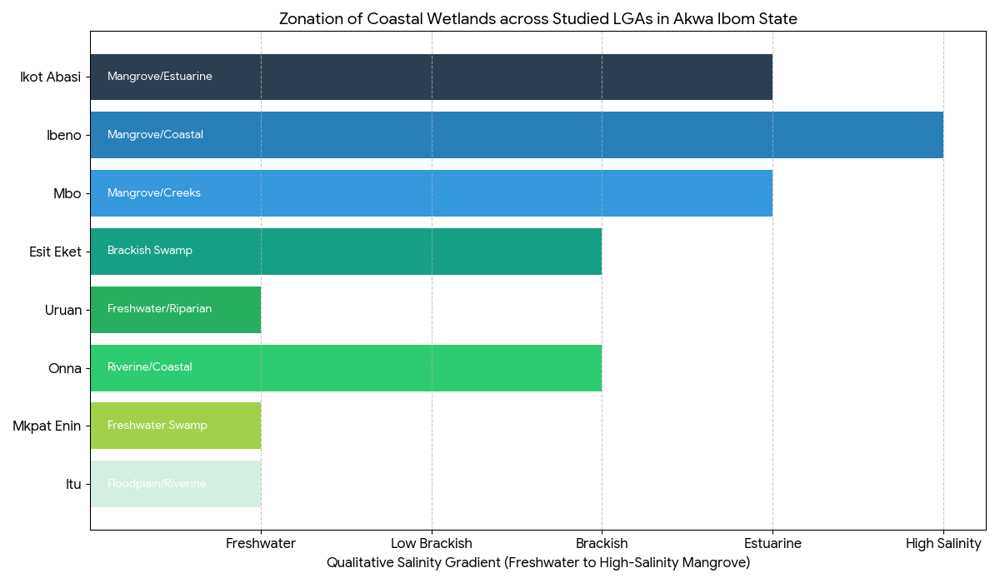 Zonation of Coastal Wetlands across Studied LGAs in Akwa Ibom State
Ikot Abasi
Mangrove/Estuarine
Ibeno
Mangrove/Coastal
Mbo
Mangrove/Creeks
Esit Eket
Brackish Swamp
Uruan
Freshwater/Riparian
Onna
Riverine/Coastal
Mkpat Enin
Freshwater Swamp
Itu
Floodplain/Riverine
Freshwater
Low Brackish
Brackish
Estuarine
High Salinity
Qualitative Salinity Gradient (Freshwater to High-Salinity Mangrove)